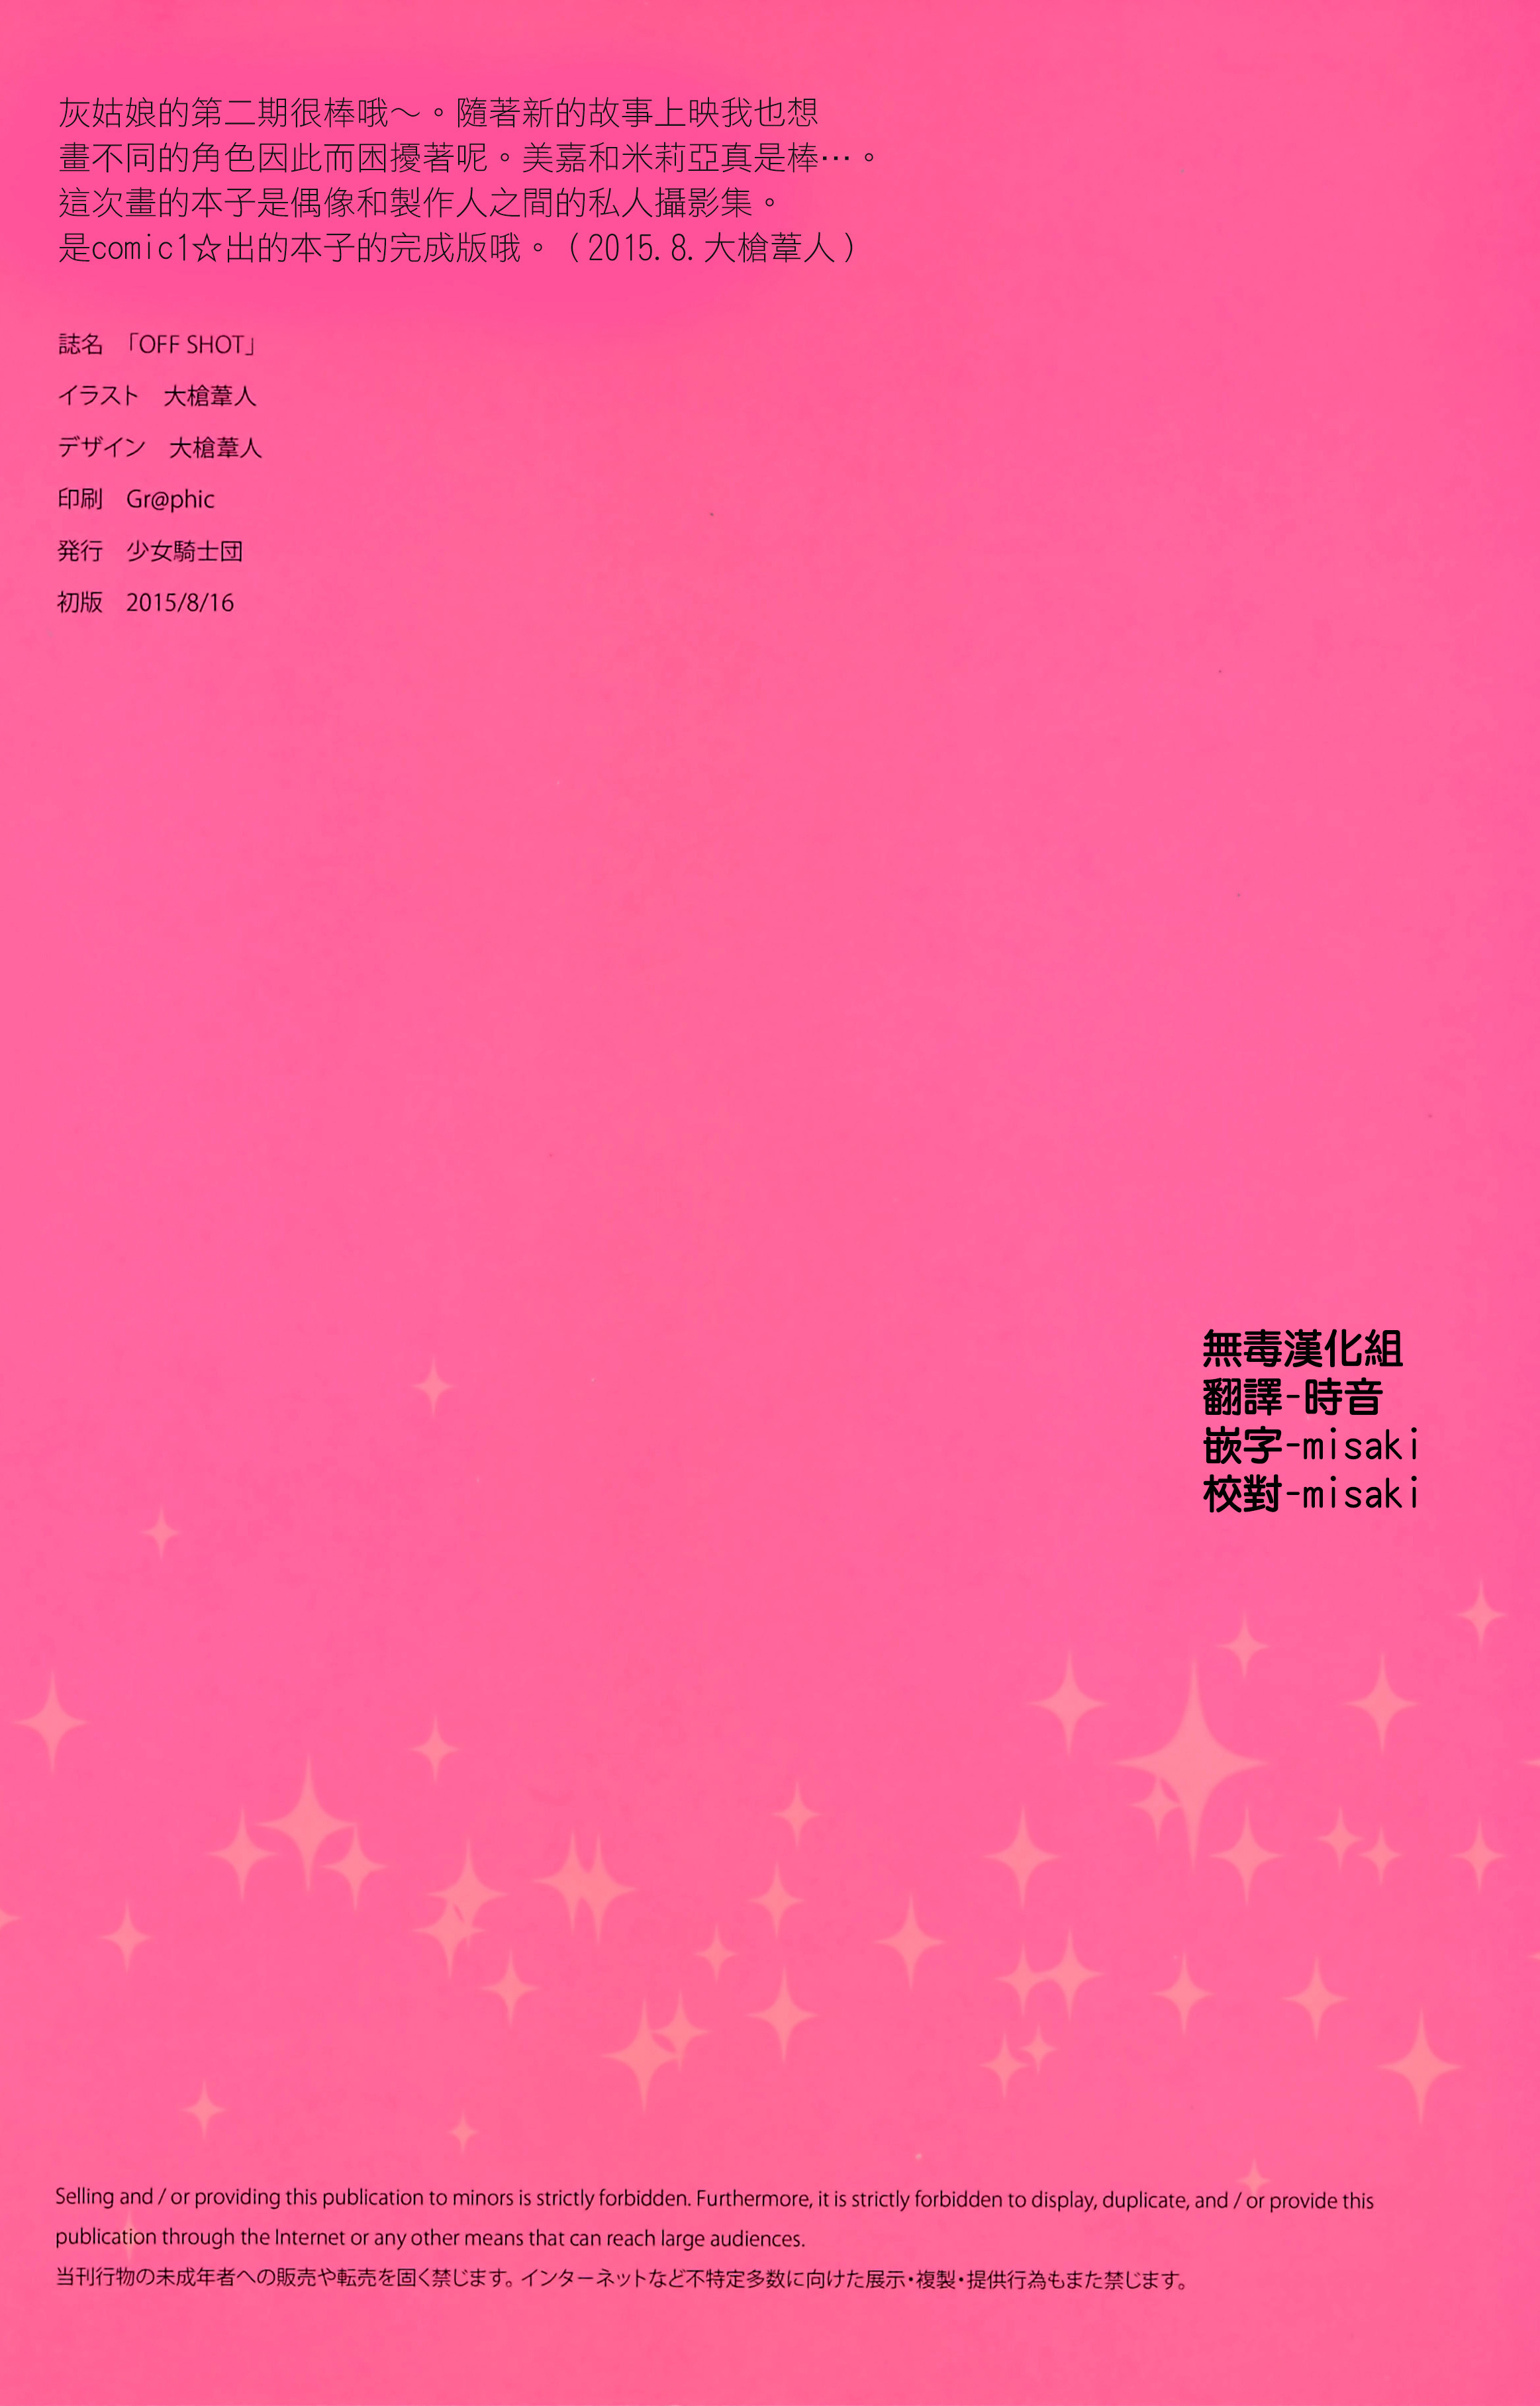 灰姑娘的第二期很棒哦～。隨著新的故事上映我也想
畫不同的角色因此而困擾著呢。美嘉和米莉亞真是棒…。
這次畫的本子是偶像和製作人之間的私人攝影集。
是comic1☆出的本子的完成版哦。（2015.8.大槍葦人）
誌名　「OFF SHOT」
イラスト　大槍葦人
デザイン　大槍葦人
印刷　Gr@phic
発行　少女騎士団
初版　2015/8/16
無毒漢化組
翻譯-時音
嵌字-misaki
校對-misaki
Selling and / or providing this publication to minors is strictly forbidden. Furthermore, it is strictly forbidden to display, duplicate, and / or provide this
publication through the Internet or any other means that can reach large audiences.
当刊行物の未成年者への販売や転売を固く禁じます。インターネットなど不特定多数に向けた展示・複製・提供行為もまた禁じます。